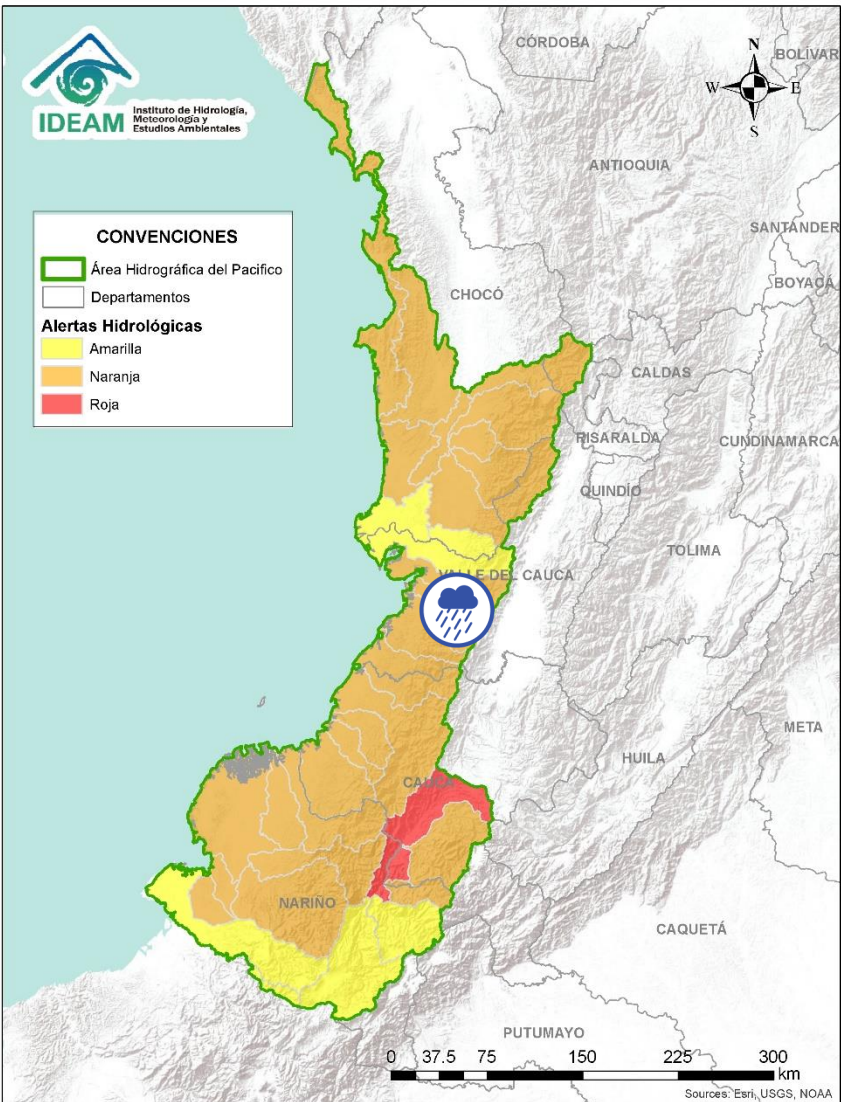 IDEAM
Instituto de Hidrología,
Meteorología y
Estudios Ambientales
CÓRDOBA
BOLIVAR
N
W
E
S
ANTIOQUIA
SANTANDER
BOYACÁ
CONVENCIONES
Área Hidrográfica del Pacifico
Departamentos
Alertas Hidrológicas
Amarilla
Naranja
Roja
CHOCÓ
CALDAS
RISARALDA
CUNDINAMARCA
QUINDÍO
TOLIMA
VALLE DEL CAUCA
META
HUILA
CAUCA
NARIÑO
CAQUETÁ
PUTUMAYO
0 37.5 75 150 225 300
km
Sources: Esri, USGS, NOAA